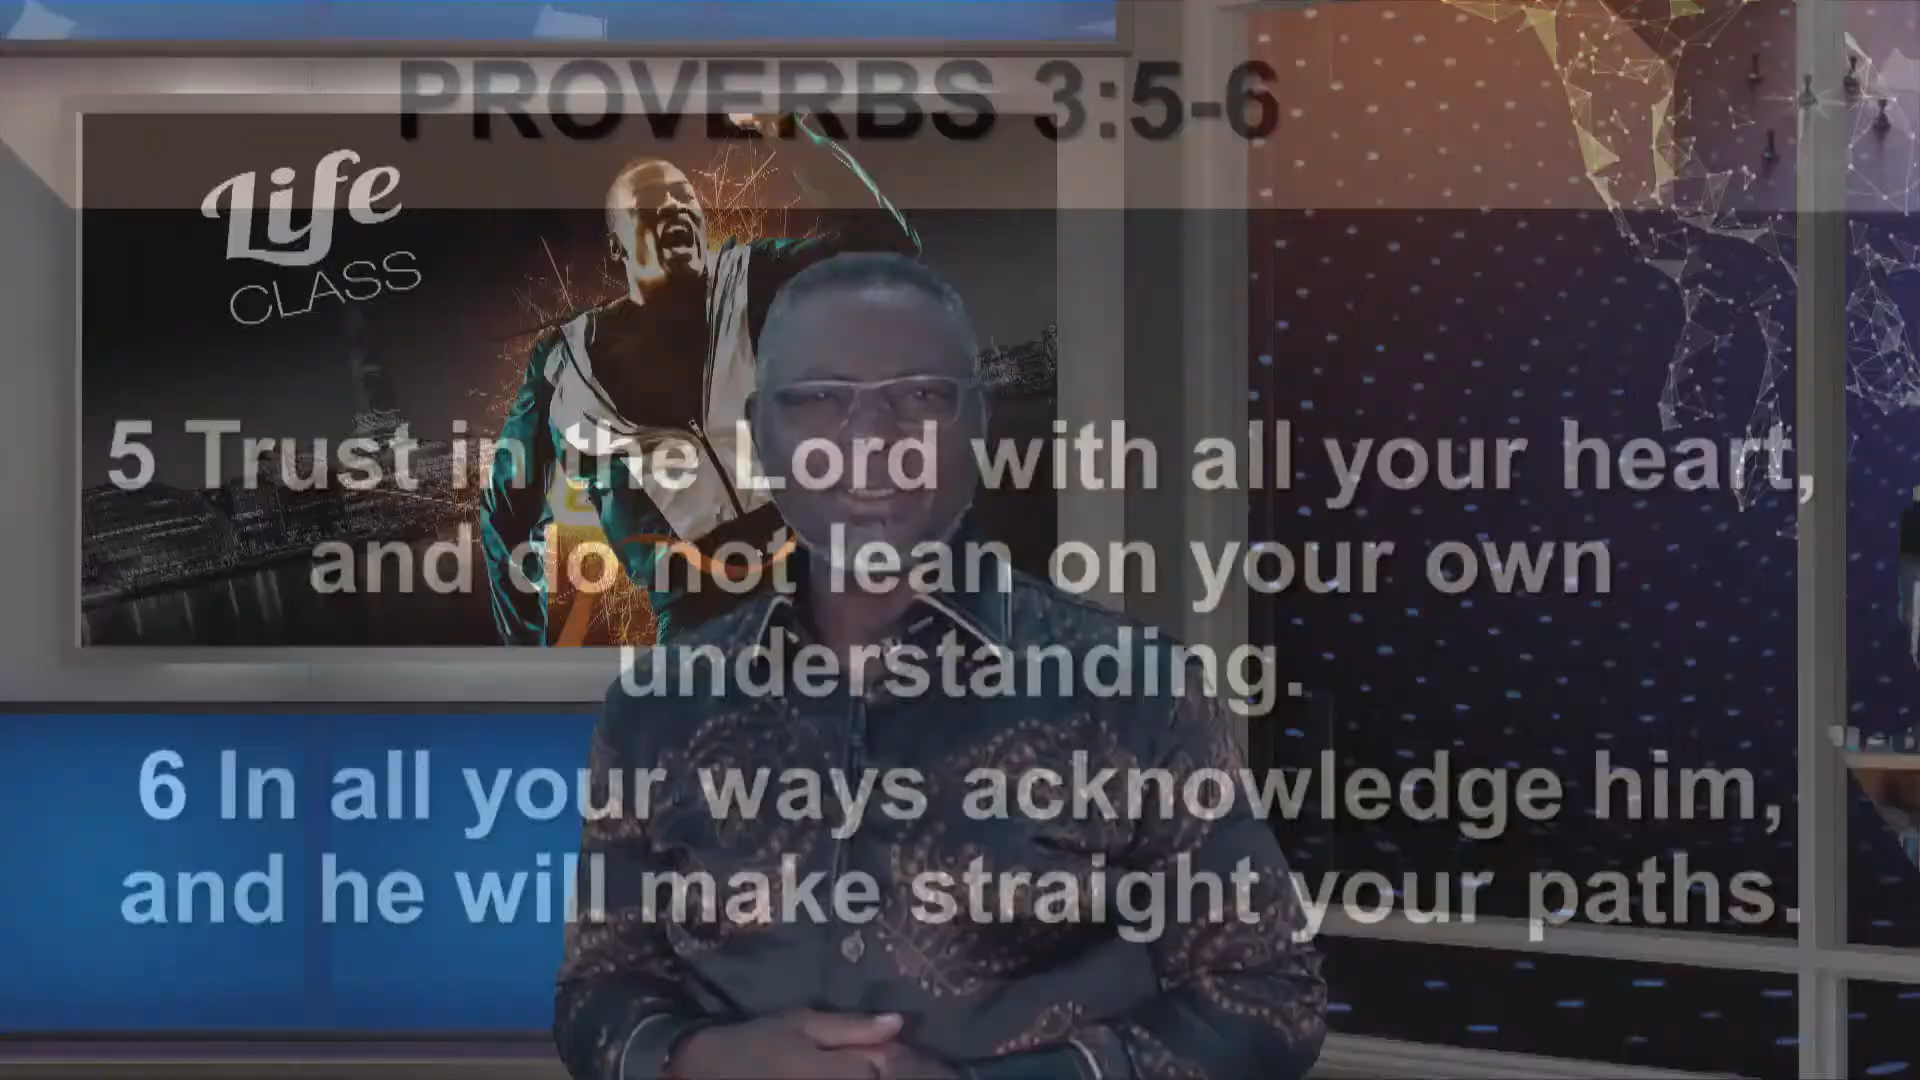 PROVERBS 3:5-6
Life
CLASS
5 Trust in the Lord with all your heart,
and do not lean on your own
understanding.
6 In all your ways acknowledge him,
and he will make straight your paths.